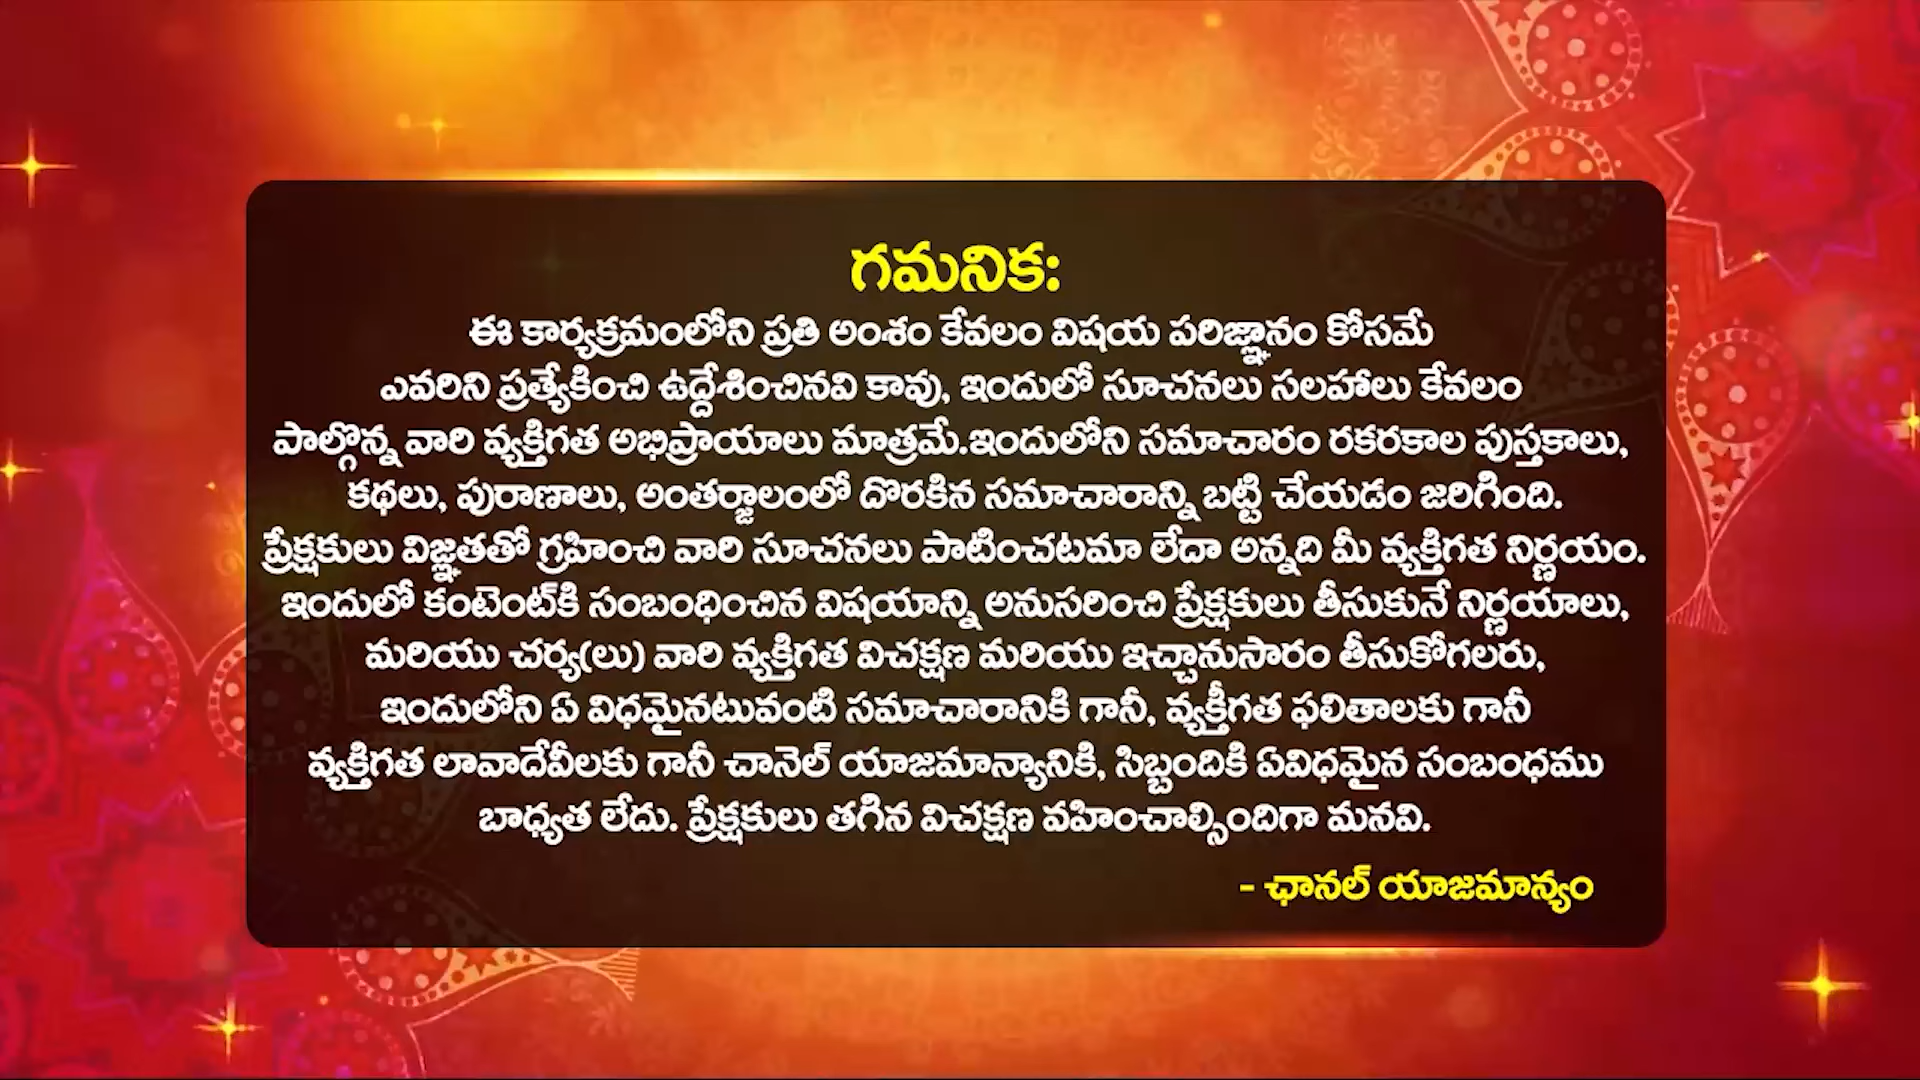 గమనిక:
ఈ కార్యక్రమంలోని ప్రతి అంశం కేవలం విషయ పరిజ్ఞానం కోసమే
ఎవరిని ప్రత్యేకించి ఉద్దేశించినవి కావు, ఇందులో సూచనలు సలహాలు కేవలం
పాల్గొన్న వారి వ్యక్తిగత అభిప్రాయాలు మాత్రమే.ఇందులోని సమాచారం రకరకాల పుస్తకాలు,
కథలు, పురాణాలు, అంతర్జాలంలో దొరకిన సమాచారాన్ని బట్టి చేయడం జరిగింది.
ప్రేక్షకులు విజ్ఞతతో గ్రహించి వారి సూచనలు పాటించటమా లేదా అన్నది మీ వ్యక్తిగత నిర్ణయం.
ఇందులో కంటెంట్‌కి సంబంధించిన విషయాన్ని అనుసరించి ప్రేక్షకులు తీసుకునే నిర్ణయాలు,
మరియు చర్య(లు) వారి వ్యక్తిగత విచక్షణ మరియు ఇచ్చానుసారం తీసుకోగలరు,
ఇందులోని ఏ విధమైనటువంటి సమాచారానికి గానీ, వ్యక్తీగత ఫలితాలకు గానీ
వ్యక్తిగత లావాదేవీలకు గానీ చానెల్ యాజమాన్యానికి, సిబ్బందికి ఏవిధమైన సంబంధము
బాధ్యత లేదు. ప్రేక్షకులు తగిన విచక్షణ వహించాల్సిందిగా మనవి.
- ఛానల్ యాజమాన్యం